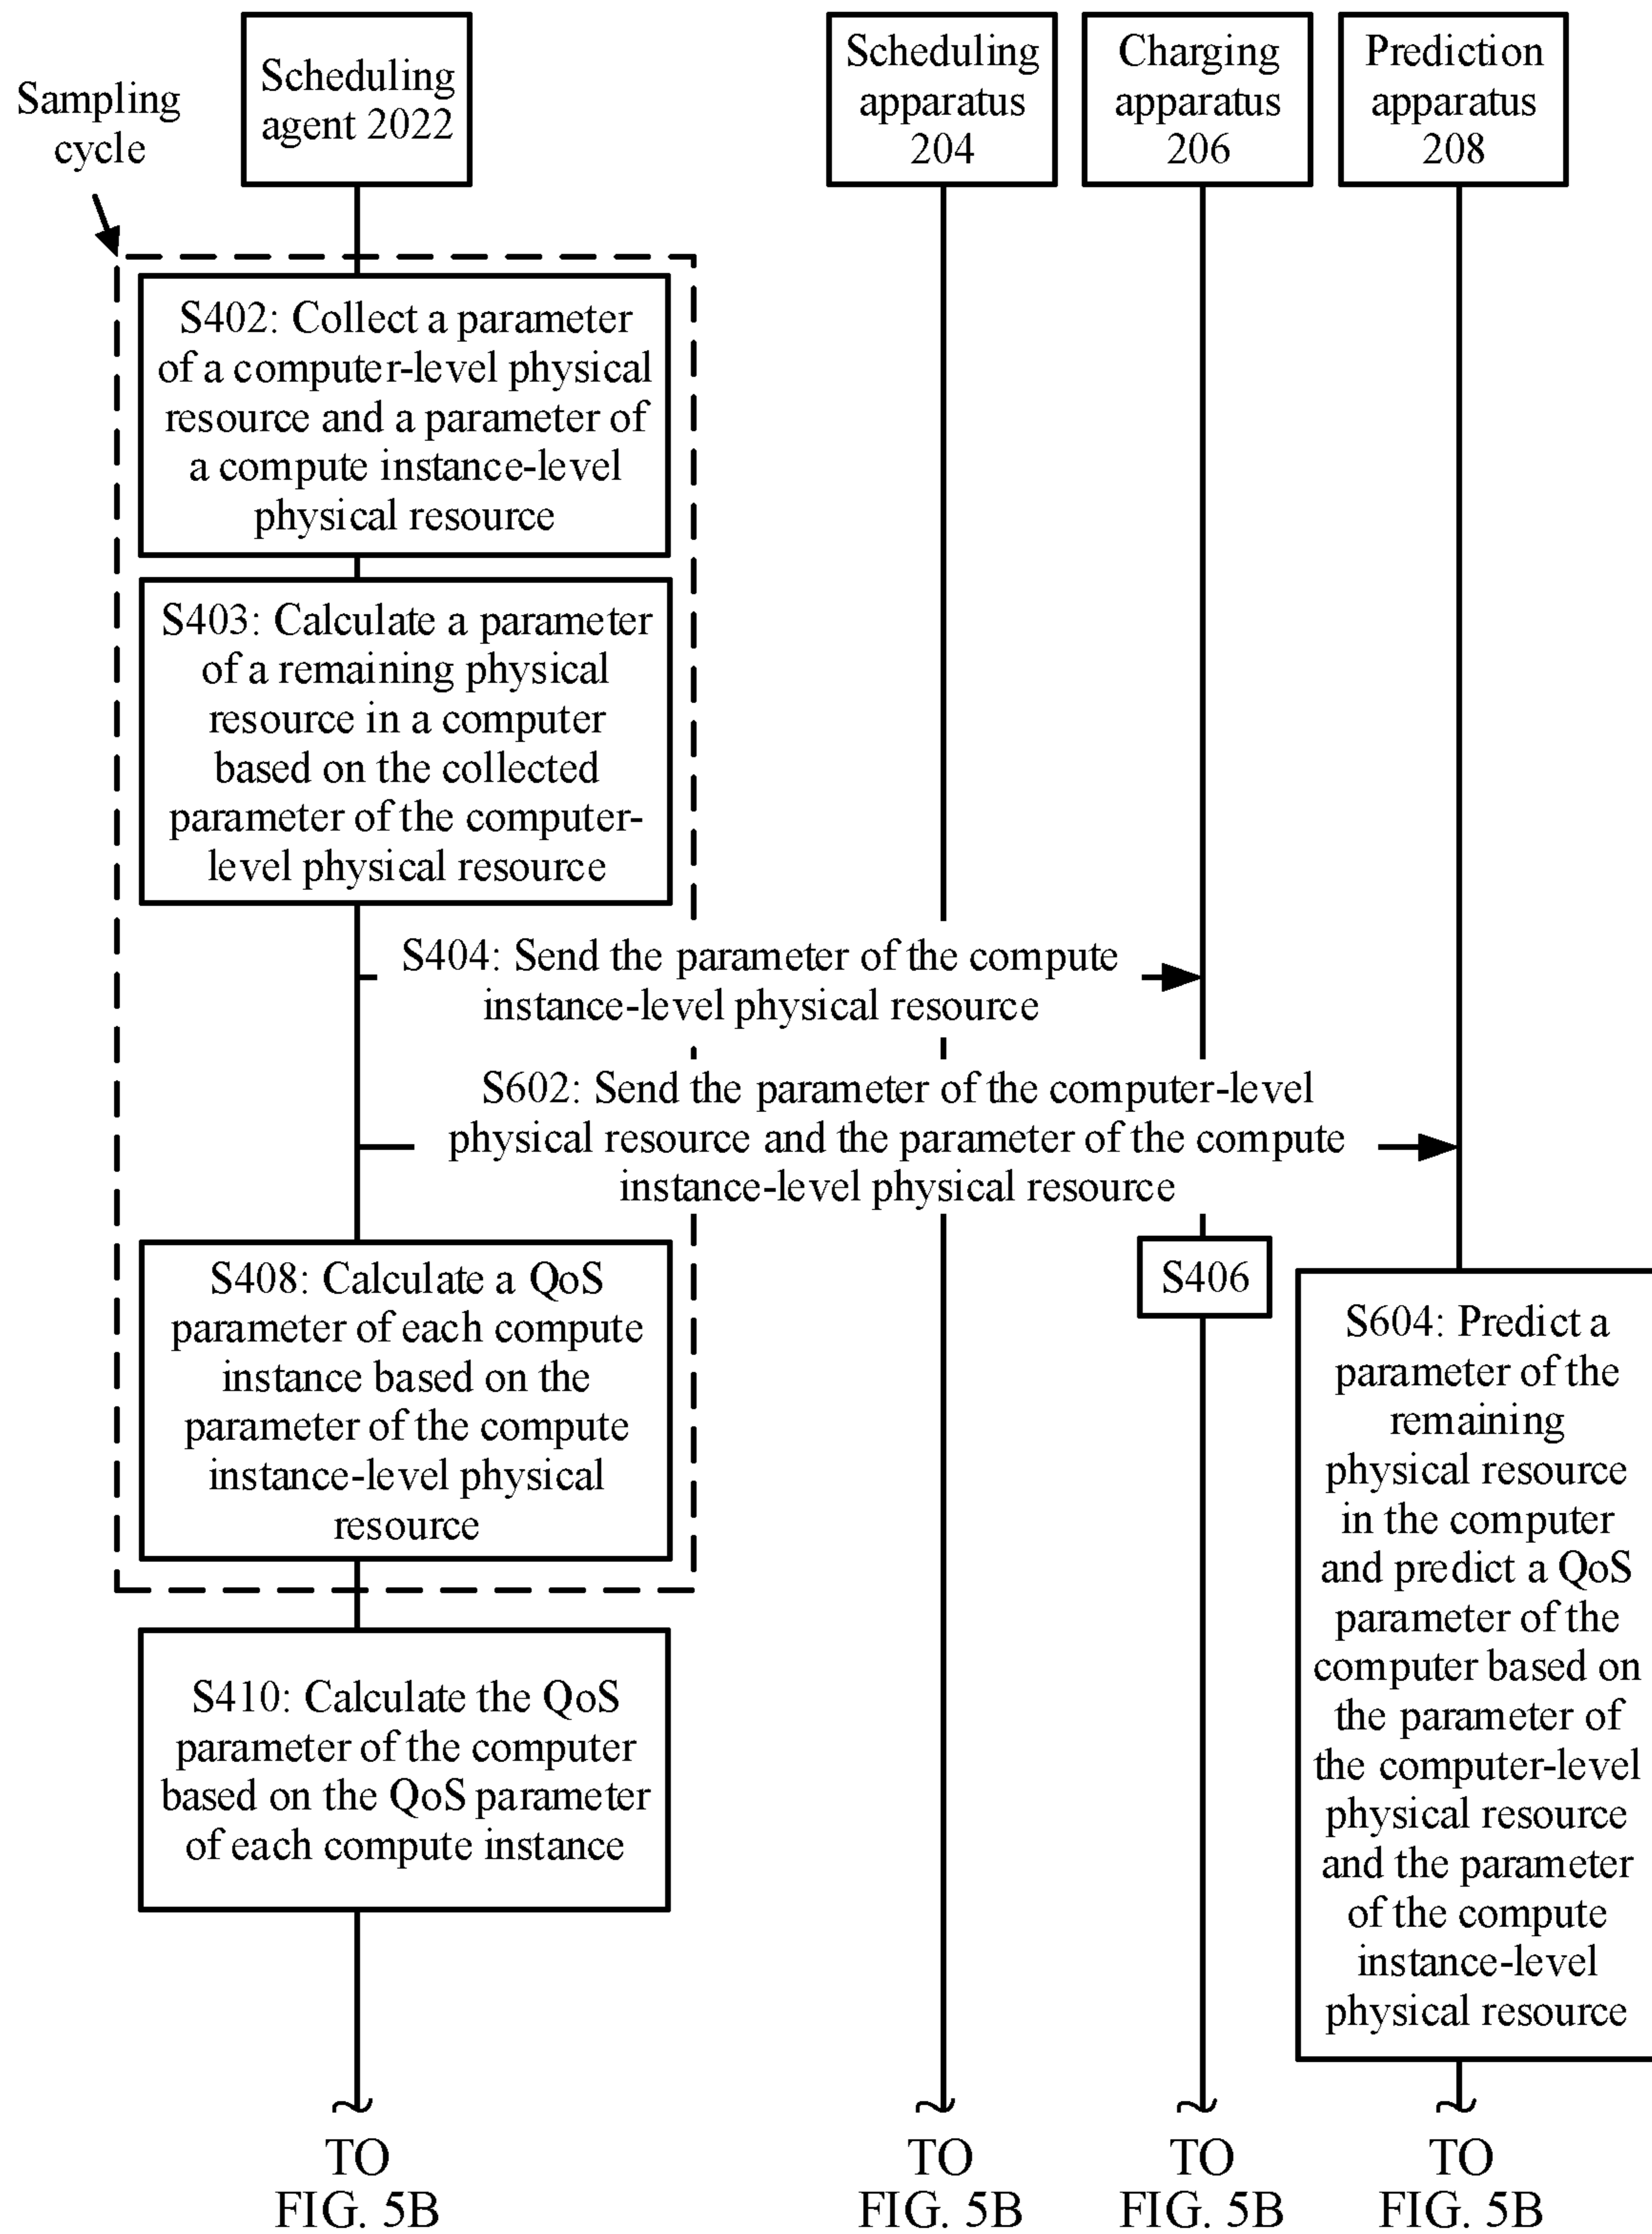 Sampling
cycle
Scheduling
agent 2022
Scheduling
apparatus
204
Charging
apparatus
206
Prediction
apparatus
208
S402: Collect a parameter
of a computer-level physical
resource and a parameter of
a compute instance-level
physical resource
S403: Calculate a parameter
of a remaining physical
resource in a computer
based on the collected
parameter of the computer-
level physical resource
S404: Send the parameter of the compute
instance-level physical resource
S602: Send the parameter of the computer-level
physical resource and the parameter of the compute
instance-level physical resource
S408: Calculate a QoS
parameter of each compute
instance based on the
parameter of the compute
instance-level physical
resource
S406
S604: Predict a
parameter of the
remaining
physical resource
in the computer
and predict a QoS
parameter of the
computer based on
the parameter of
the computer-level
physical resource
and the parameter
of the compute
instance-level
physical resource
S410: Calculate the QoS
parameter of the computer
based on the QoS parameter
of each compute instance
TO
FIG. 5B
TO
FIG. 5B
TO
FIG. 5B
TO
FIG. 5B